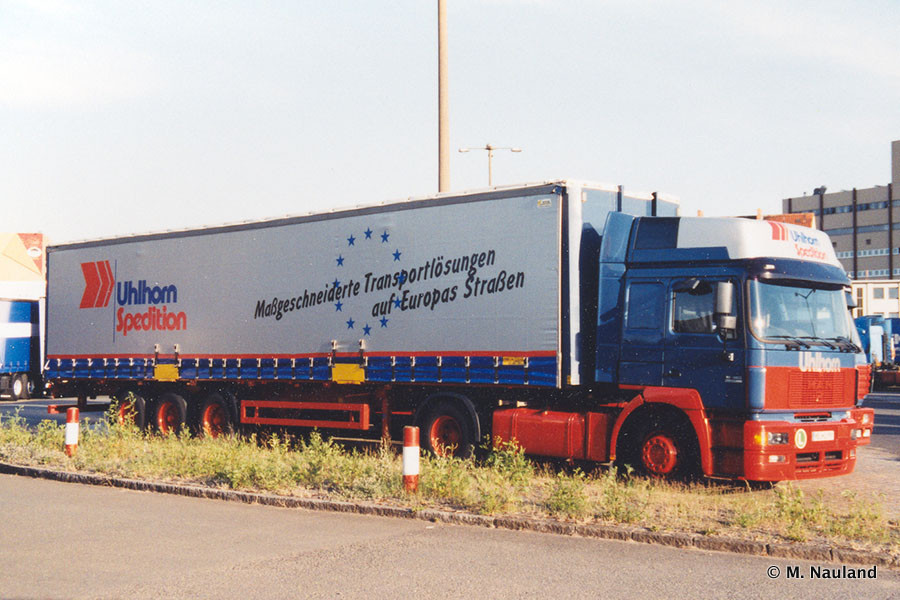 Uhlhorn
Spedition
Maßgeschneiderte Transportlösungen
auf Europas Straßen
Uhlhorn
Spedition
Uhlhorn
© M. Nauland